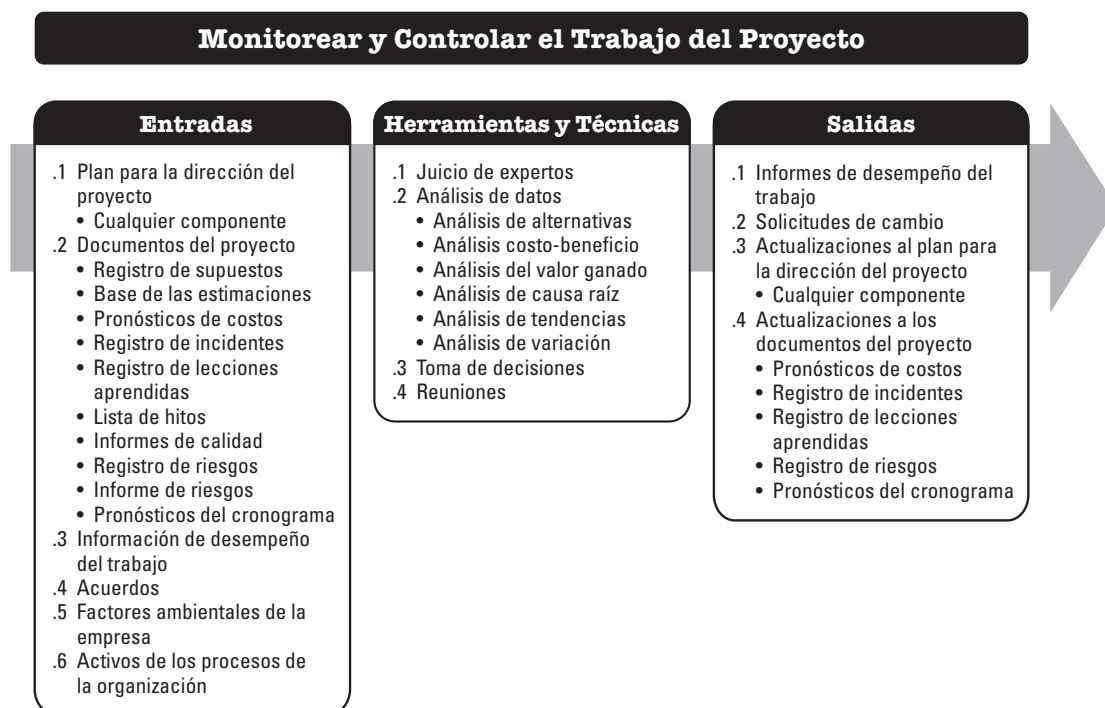 Monitorear y Controlar el Trabajo del Proyecto
Entradas
.1 Plan para la dirección del
proyecto
• Cualquier componente
.2 Documentos del proyecto
• Registro de supuestos
• Base de las estimaciones
• Pronósticos de costos
• Registro de incidentes
• Registro de lecciones
aprendidas
• Lista de hitos
• Informes de calidad
• Registro de riesgos
• Informe de riesgos
• Pronósticos del cronograma
.3 Información de desempeño
del trabajo
.4 Acuerdos
.5 Factores ambientales de la
empresa
.6 Activos de los procesos de
la organización
Herramientas y Técnicas
.1 Juicio de expertos
.2 Análisis de datos
• Análisis de alternativas
• Análisis costo-beneficio
• Análisis del valor ganado
• Análisis de causa raíz
• Análisis de tendencias
• Análisis de variación
.3 Toma de decisiones
.4 Reuniones
Salidas
.1 Informes de desempeño del
trabajo
.2 Solicitudes de cambio
.3 Actualizaciones al plan para
la dirección del proyecto
• Cualquier componente
.4 Actualizaciones a los
documentos del proyecto
• Pronósticos de costos
• Registro de incidentes
• Registro de lecciones
aprendidas
• Registro de riesgos
• Pronósticos del cronograma